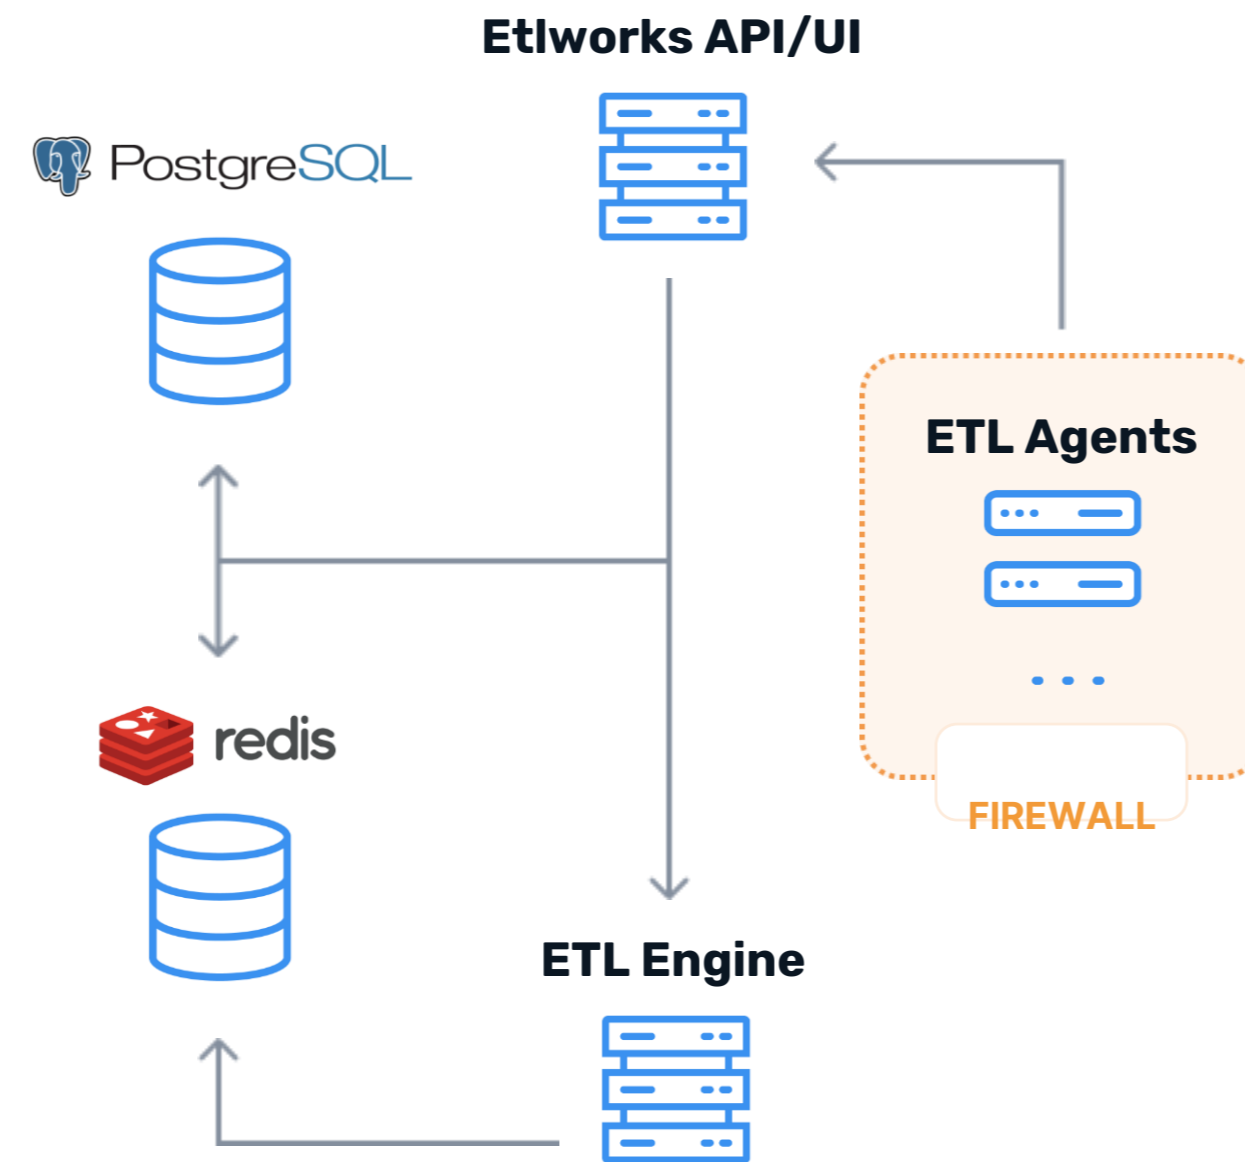 Etlworks API/UI
PostgreSQL
ETL Agents
redis
FIREWALL
ETL Engine